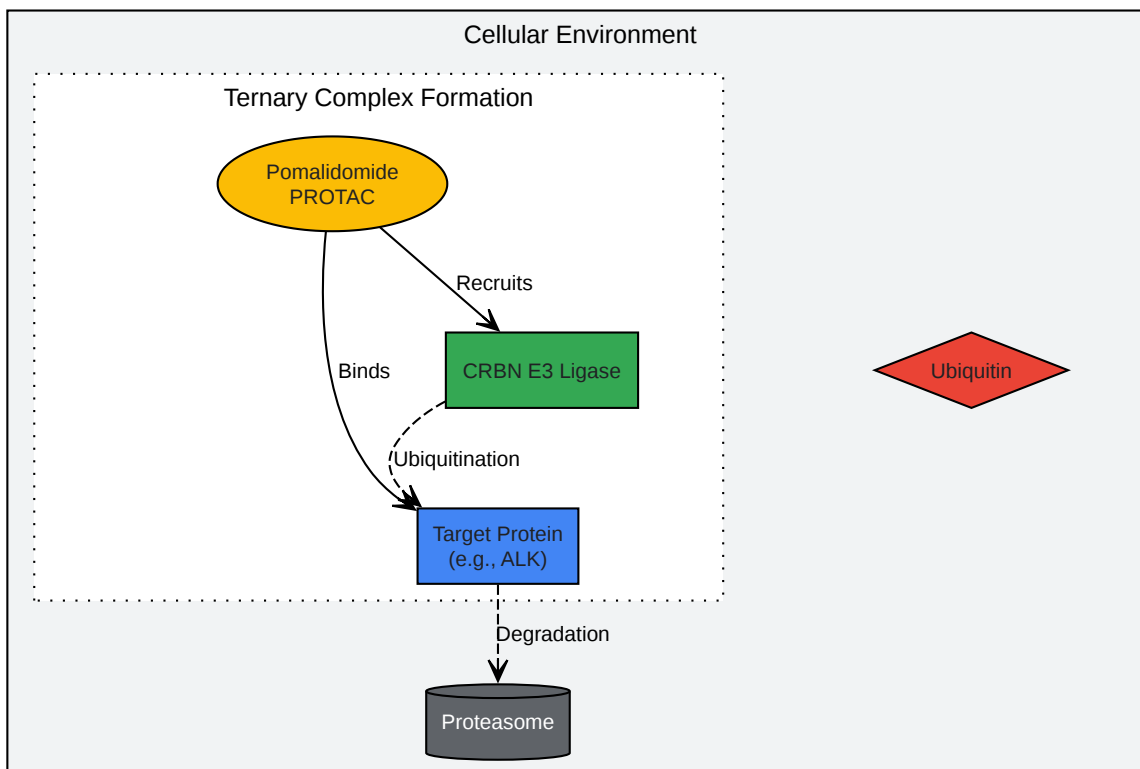 Cellular Environment
Ternary Complex Formation
Pomalidomide
PROTAC
Recruits
Binds
CRBN E3 Ligase
Ubiquitin
Ubiquitination
Target Protein
(e.g., ALK)
Degradation
Proteasome